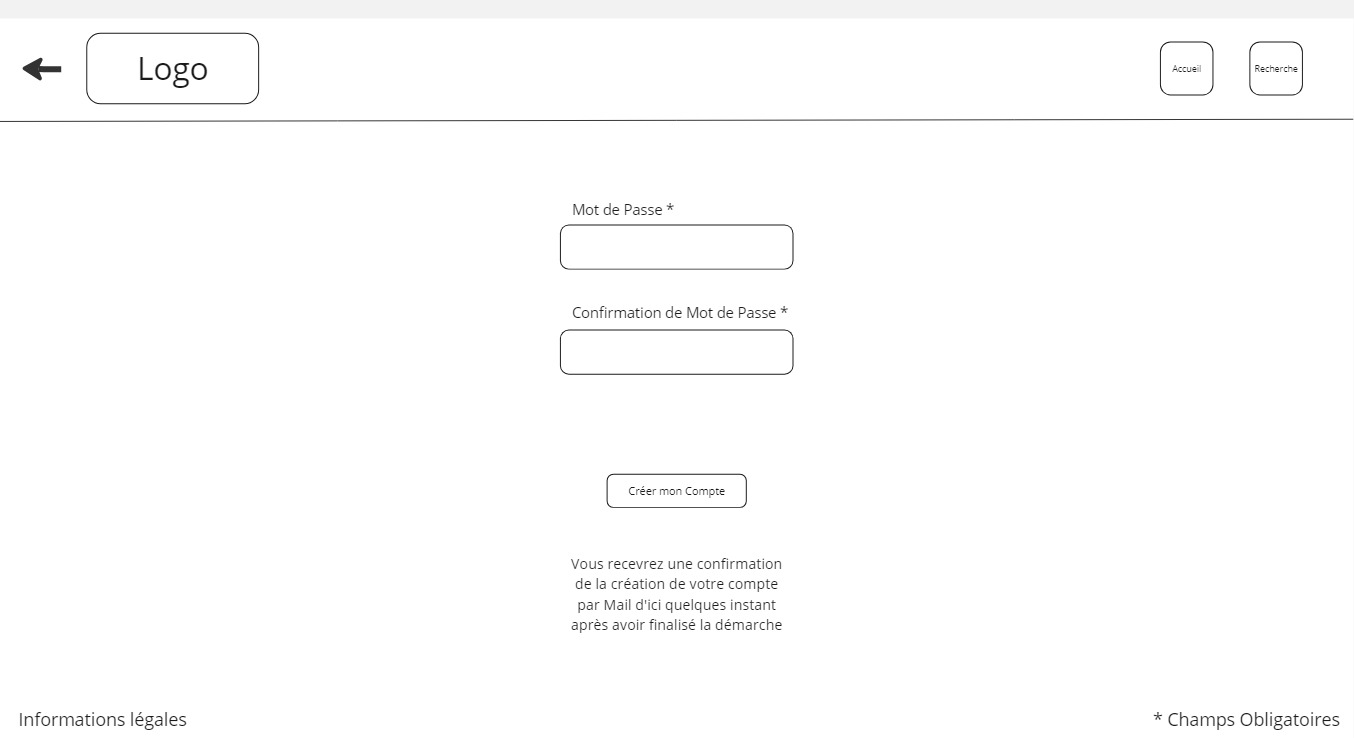 Logo
Accueil
Recherche
Mot de Passe *
Confirmation de Mot de Passe *
Créer mon Compte
Vous recevrez une confirmation
de la création de votre compte
par Mail d'ici quelques instant
après avoir finalisé la démarche
Informations légales
* Champs Obligatoires